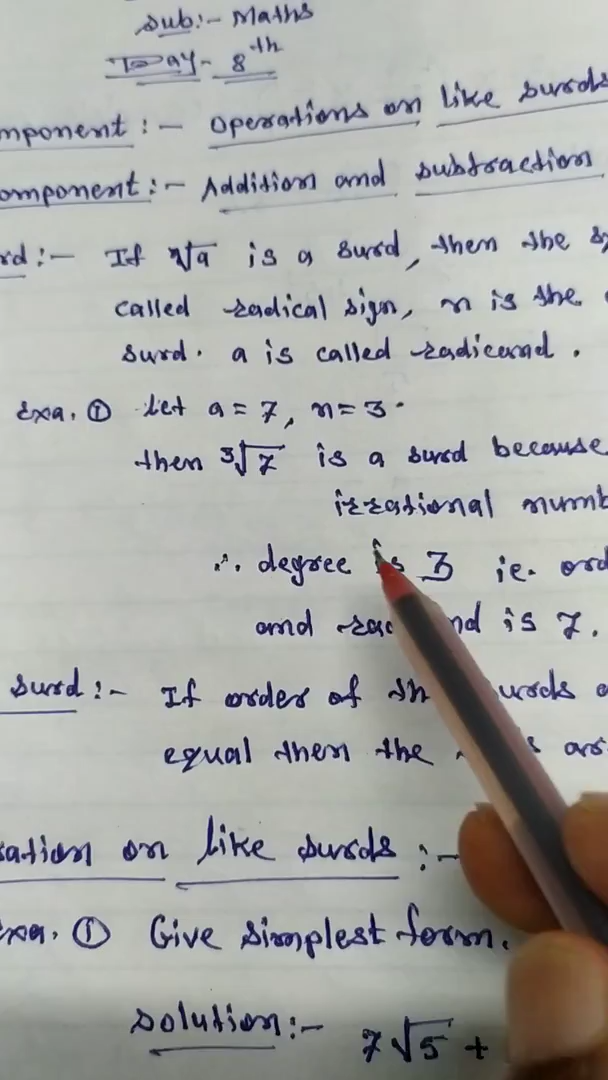 Sub:- Maths
Day- 8th
mponent:- Operations on like surds
omponent:- Addition and subtraction
rd:- If ⁿ√a is a surd, then the
called radical sign, n is the
surd. a is called radicand.
Exa. ① Let a = 7, n = 3.
then ³√7 is a surd because
irrational numb
∴ degree is 3 ie. ord
and is 7.
surd:- If order of surds
equal then the
ation on like surds:-
Exa. ① Give simplest form.
solution:- 7√5 +